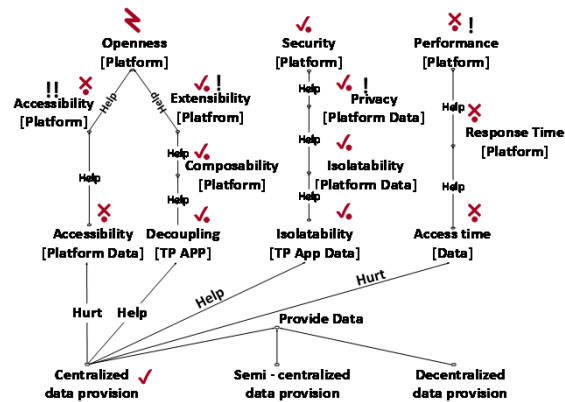 Openness
[Platform]
Security
[Platform]
!
Performance
[Platform]
!!
Accessibility
[Platform]
Help
Help
!
Extensibility
[Platfrom]
Help
!
Privacy
[Platform Data]
Help
Response Time
[Platform]
Help
Composability
[Platform]
Help
Isolatability
[Platform Data]
Help
Help
Help
Help
Accessibility
[Platform Data]
Decoupling
[TP APP]
Isolatability
[TP App Data]
Access time
[Data]
Hurt
Help
Help
Hurt
Provide Data
Centralized
data provision
Semi - centralized
data provision
Decentralized
data provision